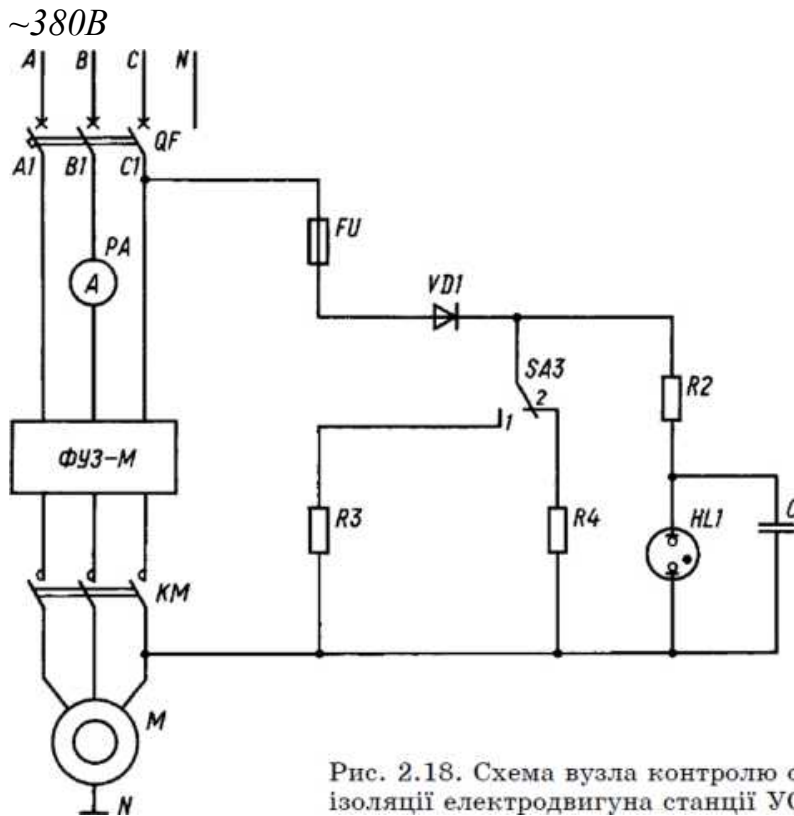 ~380В
A B C N
QF
A1 B1 C1
FU
PA
A
VD1
SA3
R2
2
1
ФУЗ-М
R3
R4
HL1
KM
M
N
Рис. 2.18. Схема вузла контролю
ізоляції електродвигуна станції